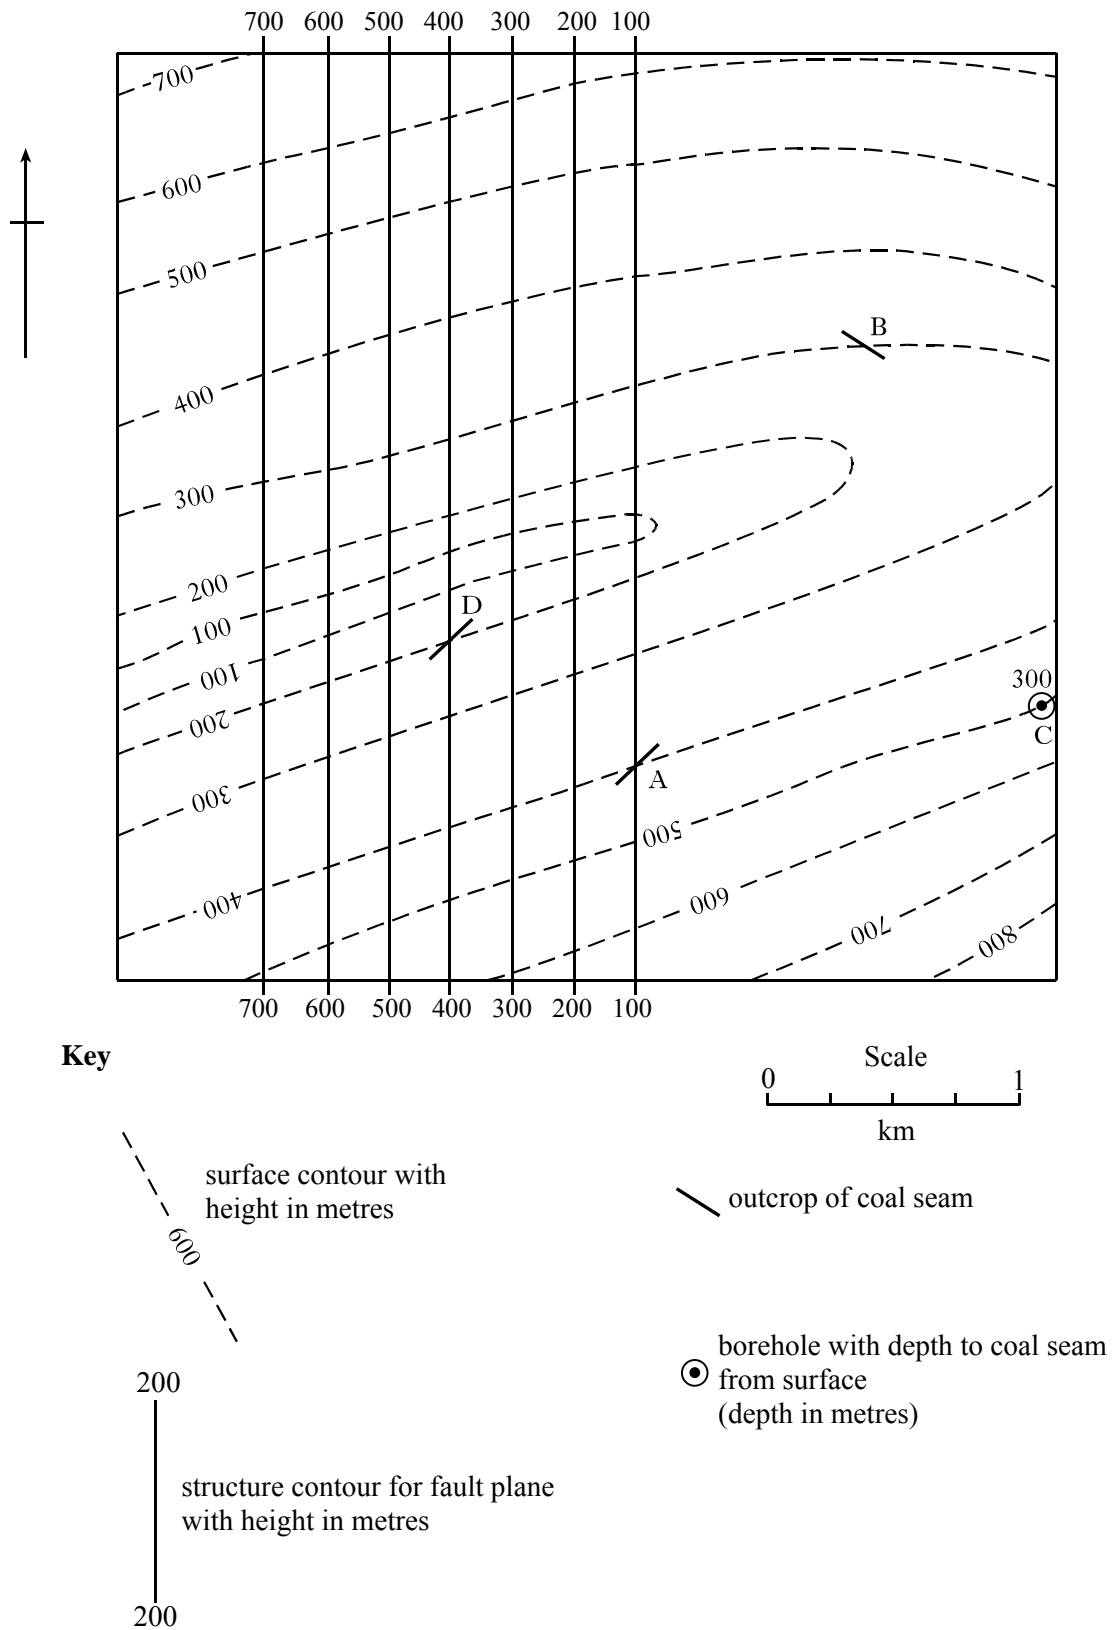 700 600 500 400 300 200 100
700
600
500
400
B
300
200
D
100
100
200
300
C
300
A
500
400
600
700
800
700 600 500 400 300 200 100
Key
Scale
0 1
km
surface contour with
height in metres
600
outcrop of coal seam
borehole with depth to coal seam
from surface
(depth in metres)
200
structure contour for fault plane
with height in metres
200